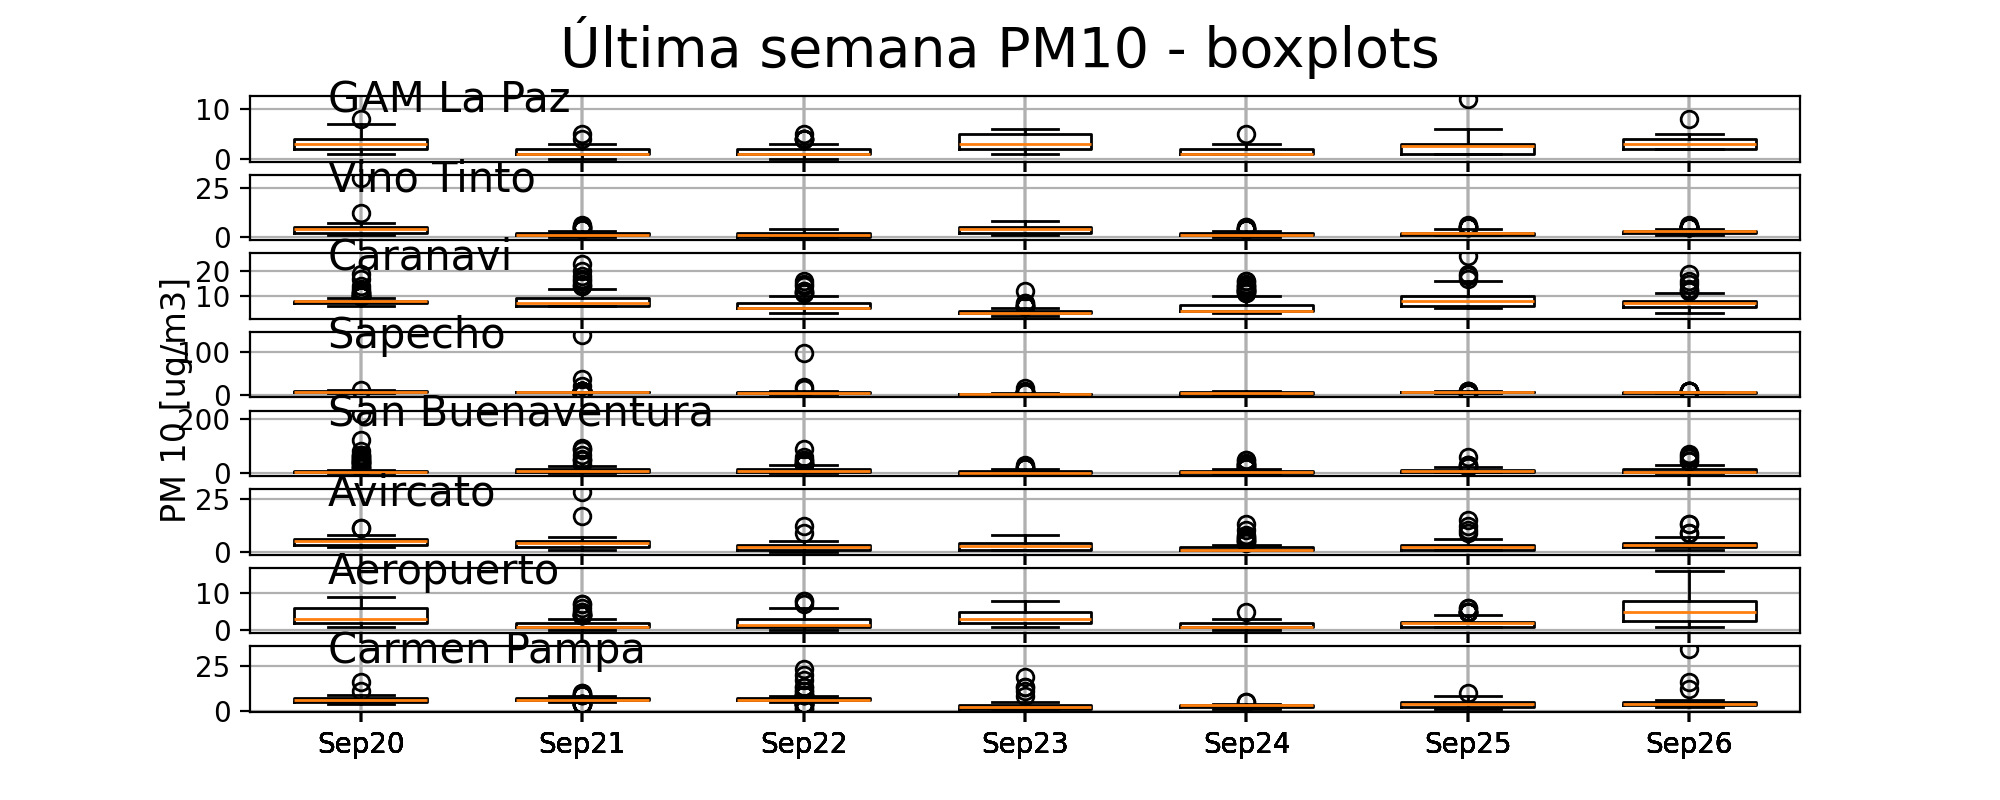 Última semana PM10 - boxplots
PM 10 [ug/m3]
GAM La Paz
10
0
Vino Tinto
25
0
Caranavi
20
10
Sapecho
100
0
San Buenaventura
200
0
Avircato
25
0
Aeropuerto
10
0
Carmen Pampa
25
0
Sep20 Sep21 Sep22 Sep23 Sep24 Sep25 Sep26